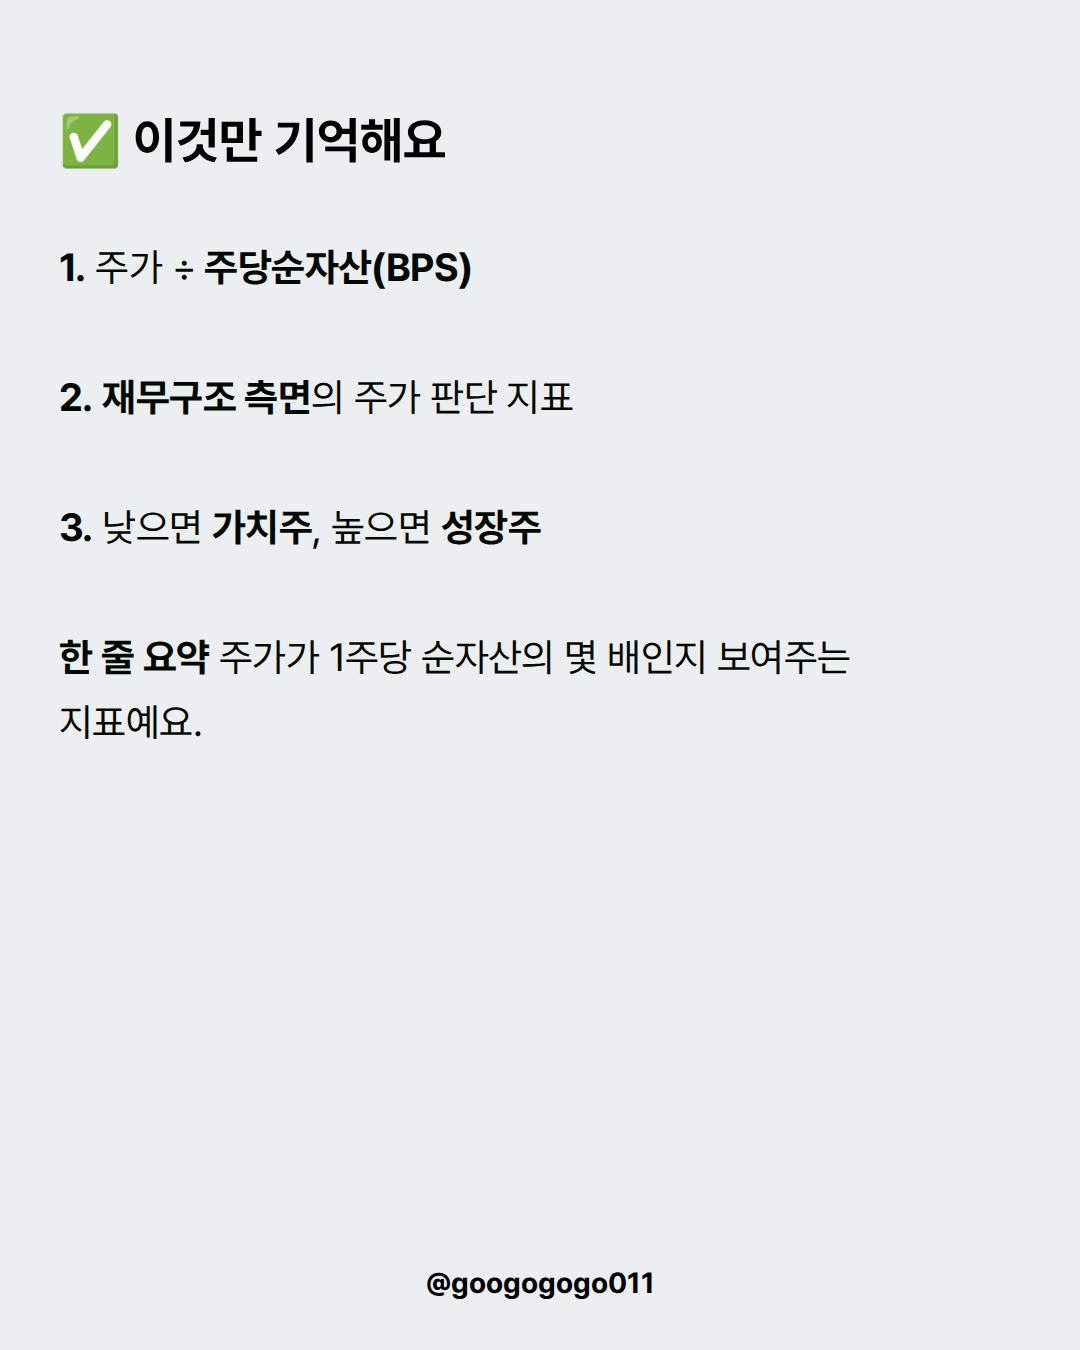 ✅ 이것만 기억해요
1. 주가 ÷ 주당순자산(BPS)
2. 재무구조 측면의 주가 판단 지표
3. 낮으면 가치주, 높으면 성장주
한 줄 요약 주가가 1주당 순자산의 몇 배인지 보여주는
지표예요.
@googogogo011